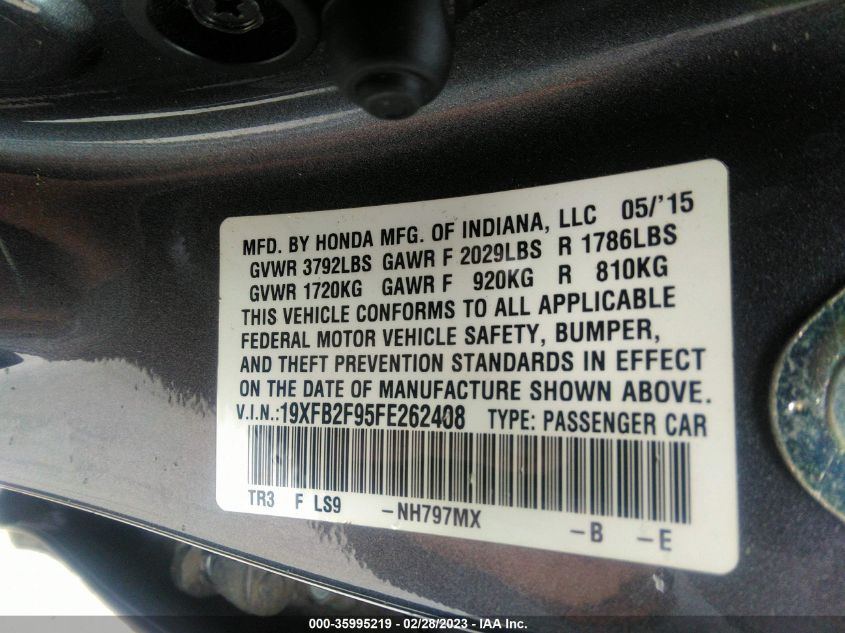 MFD. BY HONDA MFG. OF INDIANA, LLC 05/'15
GVWR 3792LBS GAWR F 2029LBS R 1786LBS
GVWR 1720KG GAWR F 920KG R 810KG
THIS VEHICLE CONFORMS TO ALL APPLICABLE
FEDERAL MOTOR VEHICLE SAFETY, BUMPER,
AND THEFT PREVENTION STANDARDS IN EFFECT
ON THE DATE OF MANUFACTURE SHOWN ABOVE.
V.I.N.:19XFB2F95FE262408 TYPE: PASSENGER CAR
TR3 F LS9 -NH797MX -B -E
000-35995219 - 02/28/2023 - IAAI Inc.